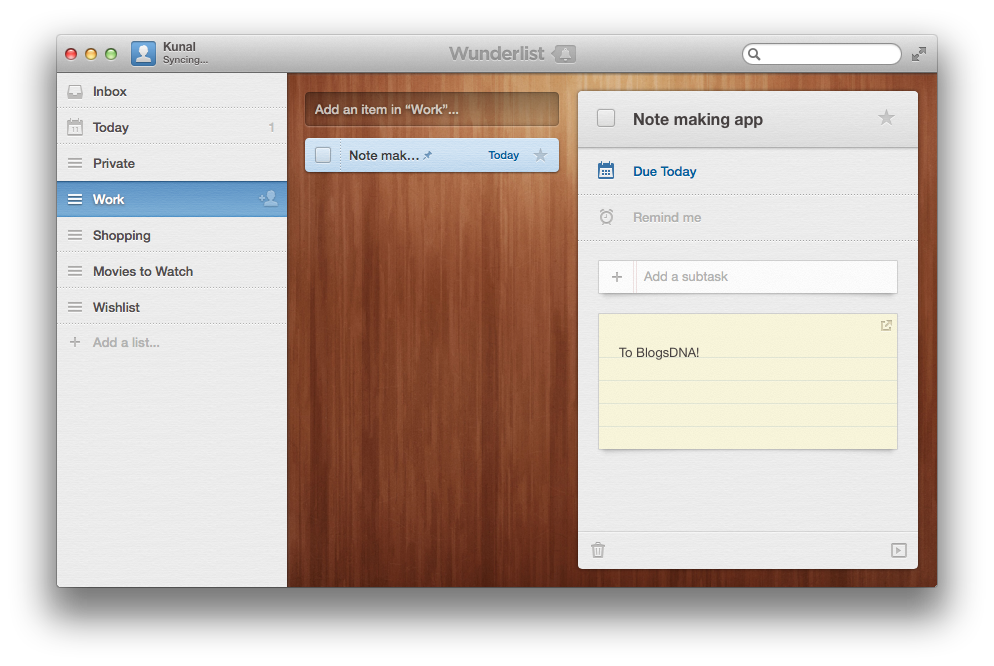 Kunal
Syncing...
Wunderlist
Inbox
11
Today
1
Private
Work
Shopping
Movies to Watch
Wishlist
+ Add a list...
Add an item in “Work”...
Note mak... Today
Note making app
Due Today
Remind me
+ Add a subtask
To BlogsDNA!